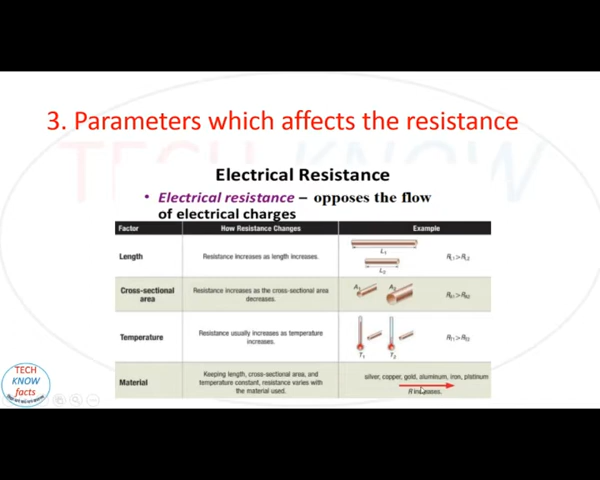 3. Parameters which affects the resistance
Electrical Resistance
• Electrical resistance – opposes the flow
of electrical charges
Factor How Resistance Changes Example
Length Resistance increases as length increases. L1 L2 RL1 > RL2
Cross-sectional
area
Resistance increases as the cross-sectional area
decreases.
A1 A2 RA1 > RA2
Temperature
Resistance usually increases as temperature
increases.
T1 T2 RT1 > RT2
Material
Keeping length, cross-sectional area, and
temperature constant, resistance varies with
the material used.
silver, copper, gold, aluminum, iron, platinum
R increases.
TECH
KNOW
facts
TECH KNOW